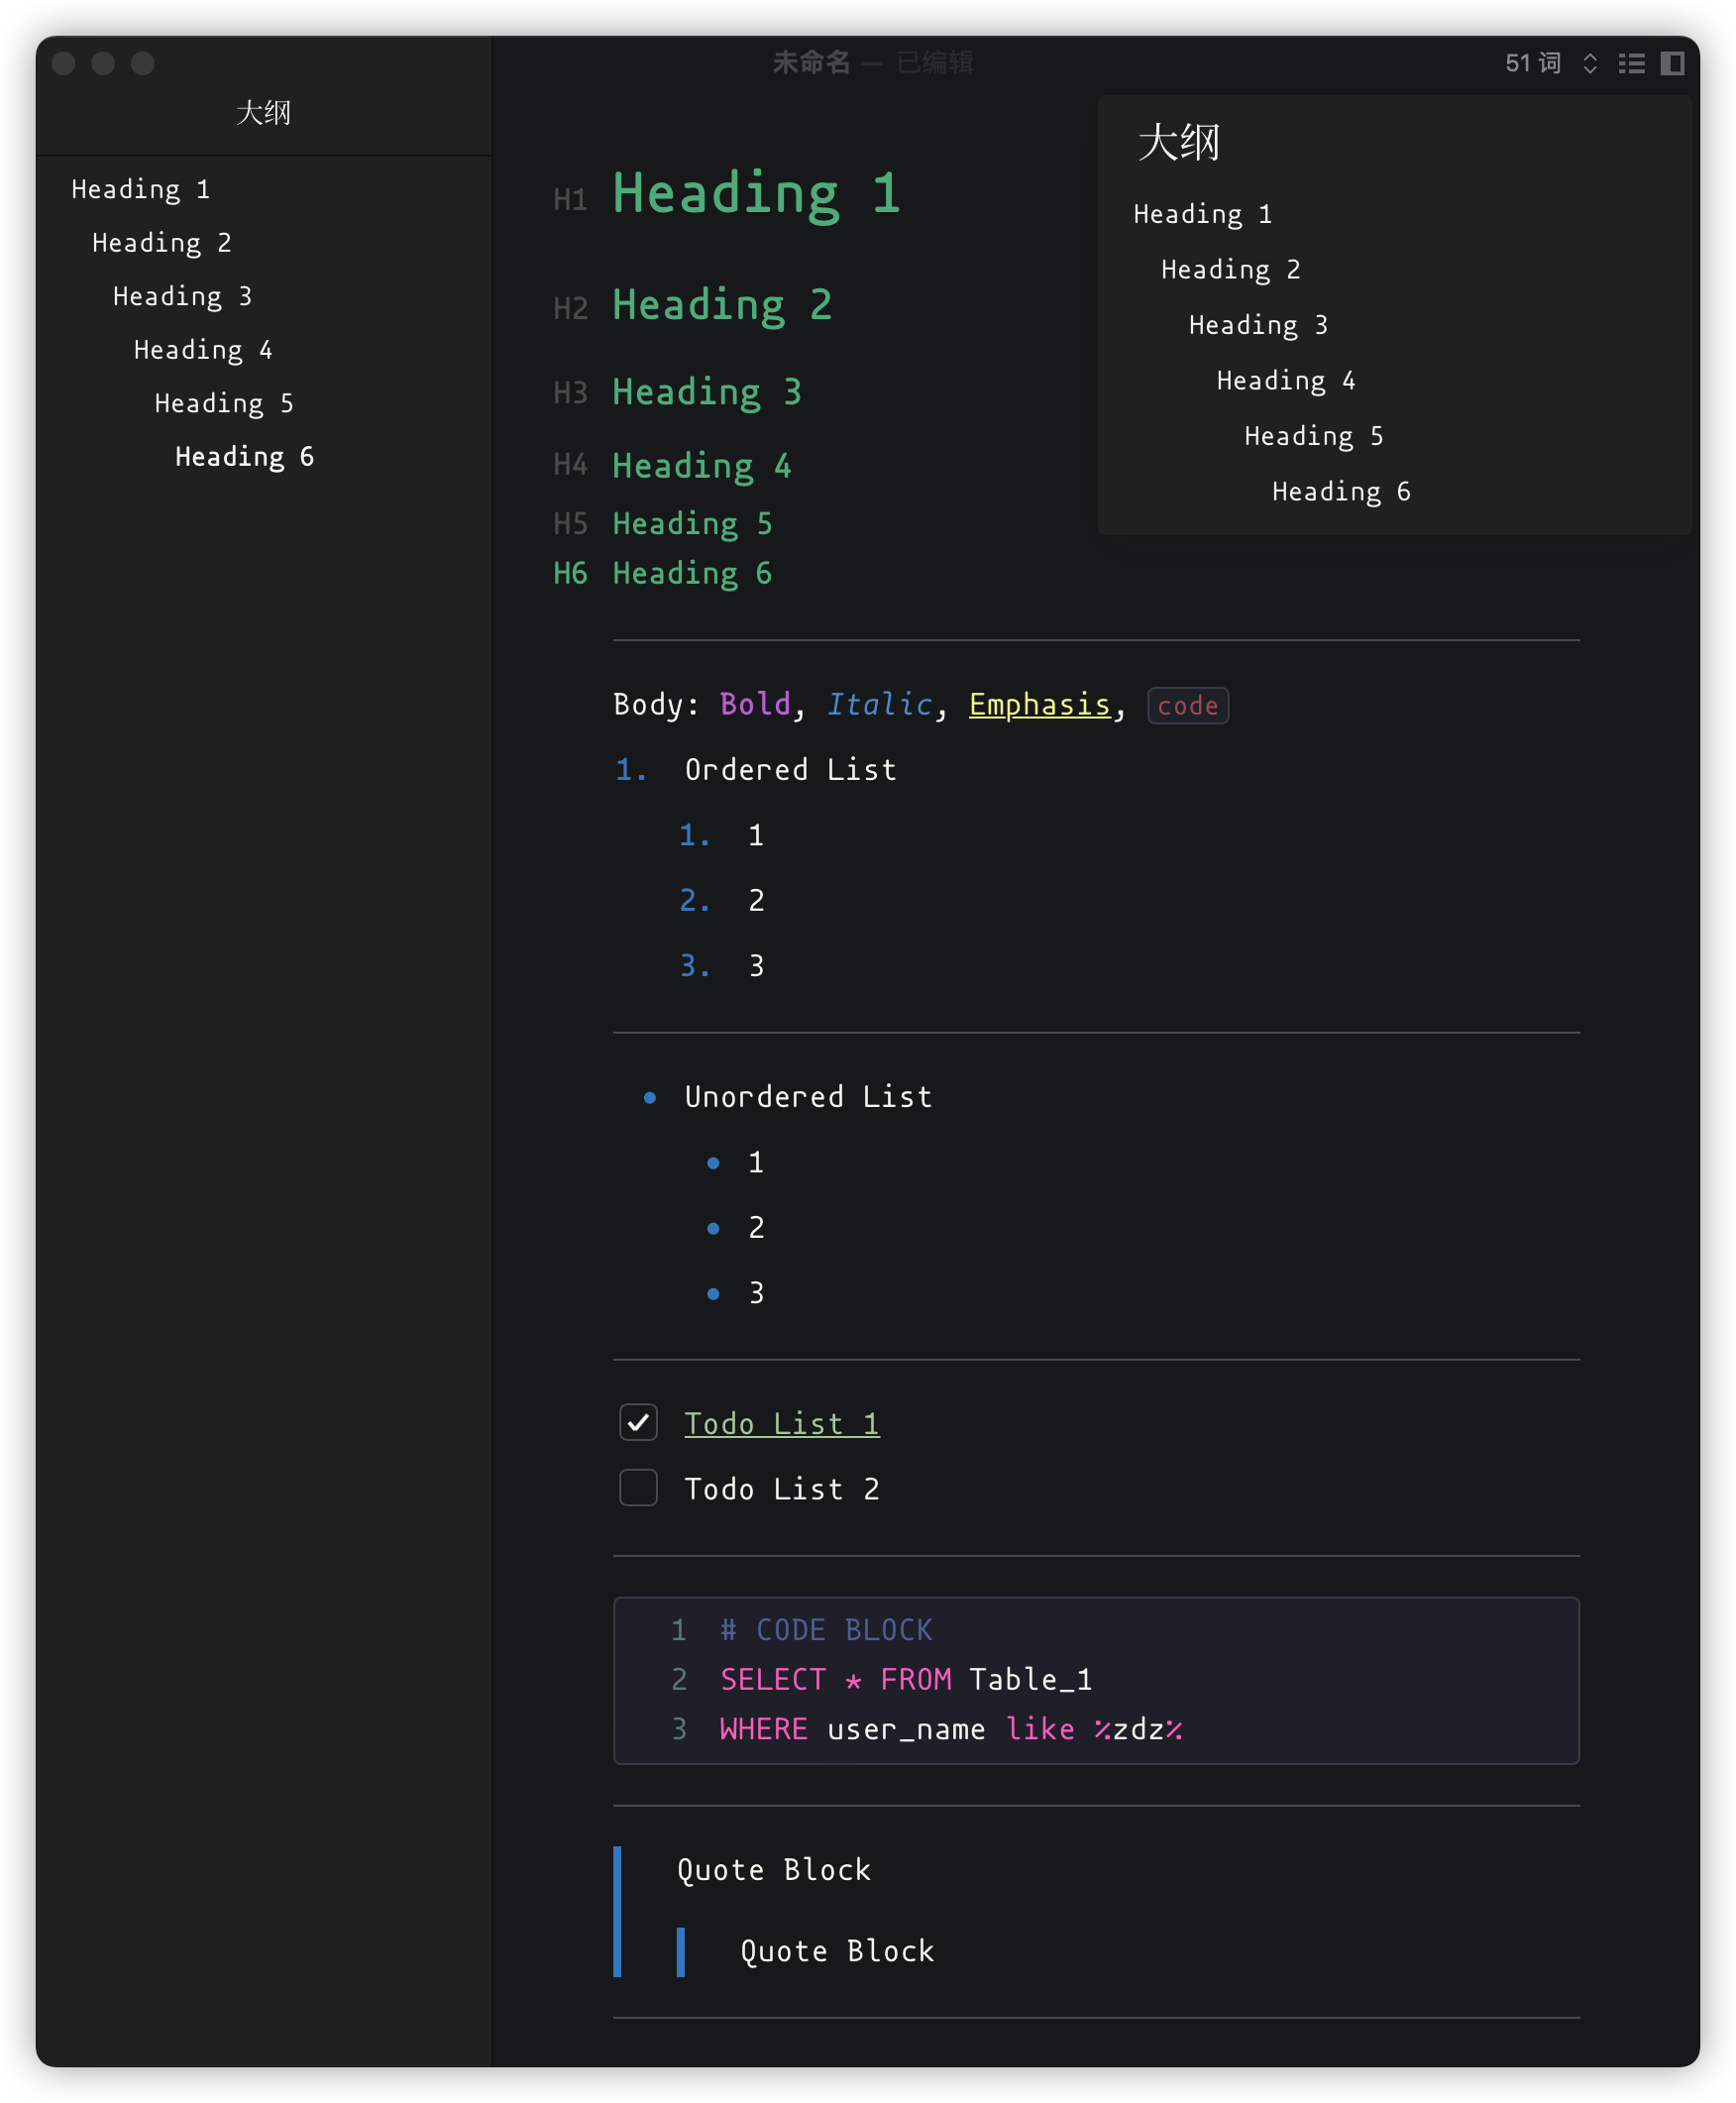 未命名 — 已编辑
51 词
大纲
Heading 1
Heading 2
Heading 3
Heading 4
Heading 5
Heading 6
H1 Heading 1
H2 Heading 2
H3 Heading 3
H4 Heading 4
H5 Heading 5
H6 Heading 6
大纲
Heading 1
Heading 2
Heading 3
Heading 4
Heading 5
Heading 6
Body: Bold, Italic, Emphasis, code
1. Ordered List
1. 1
2. 2
3. 3
• Unordered List
• 1
• 2
• 3
Todo List 1
Todo List 2
1 # CODE BLOCK
2 SELECT * FROM Table_1
3 WHERE user_name like %zdz%
Quote Block
Quote Block